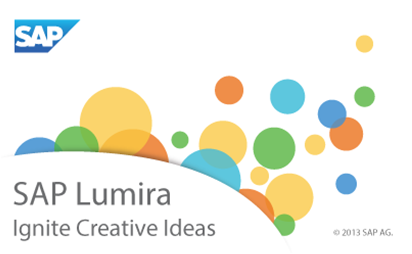 SAP
SAP Lumira
Ignite Creative Ideas
© 2013 SAP AG.